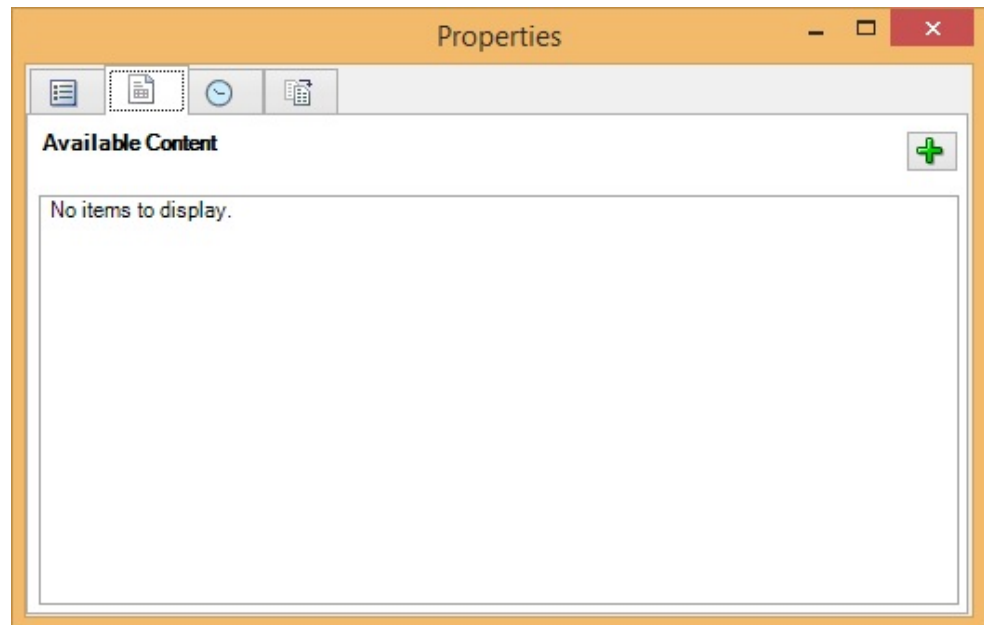 Properties
Available Content
No items to display.